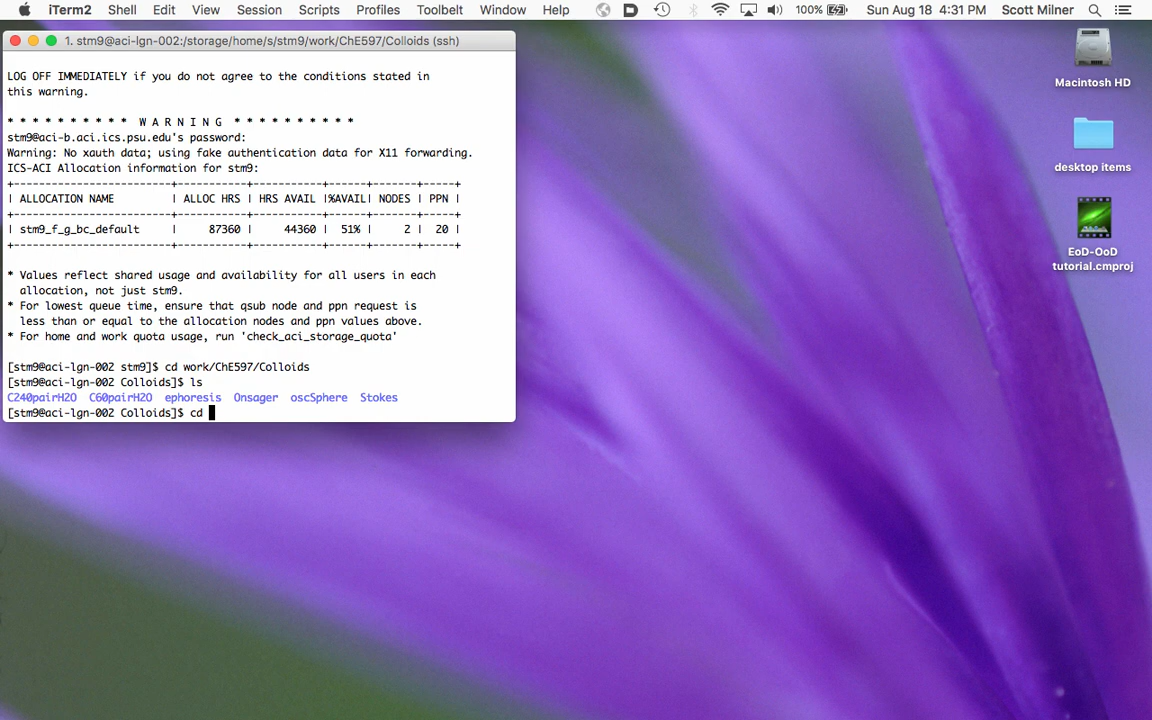 iTerm2 Shell Edit View Session Scripts Profiles Toolbelt Window Help 100% Sun Aug 18 4:31 PM Scott Milner
1. stm9@aci-lgn-002:/storage/home/s/stm9/work/ChE597/Colloids (ssh)
LOG OFF IMMEDIATELY if you do not agree to the conditions stated in
this warning.
* * * * * * * * * * W A R N I N G * * * * * * * * * *
stm9@aci-b.aci.ics.psu.edu's password:
Warning: No xauth data; using fake authentication data for X11 forwarding.
ICS-ACI Allocation information for stm9:
+--------------------------+-----------+-----------+------+-------+-----+
| ALLOCATION NAME | ALLOC HRS | HRS AVAIL |%AVAIL| NODES | PPN |
+--------------------------+-----------+-----------+------+-------+-----+
| stm9_f_g_bc_default | 87360 | 44360 | 51% | 2 | 20 |
+--------------------------+-----------+-----------+------+-------+-----+
* Values reflect shared usage and availability for all users in each
allocation, not just stm9.
* For lowest queue time, ensure that qsub node and ppn request is
less than or equal to the allocation nodes and ppn values above.
* For home and work quota usage, run 'check_aci_storage_quota'
[stm9@aci-lgn-002 stm9]$ cd work/ChE597/Colloids
[stm9@aci-lgn-002 Colloids]$ ls
C240pairH2O C60pairH2O ephoresis Onsager oscSphere Stokes
[stm9@aci-lgn-002 Colloids]$ cd
Macintosh HD
desktop items
EoD-OoD
tutorial.cmproj